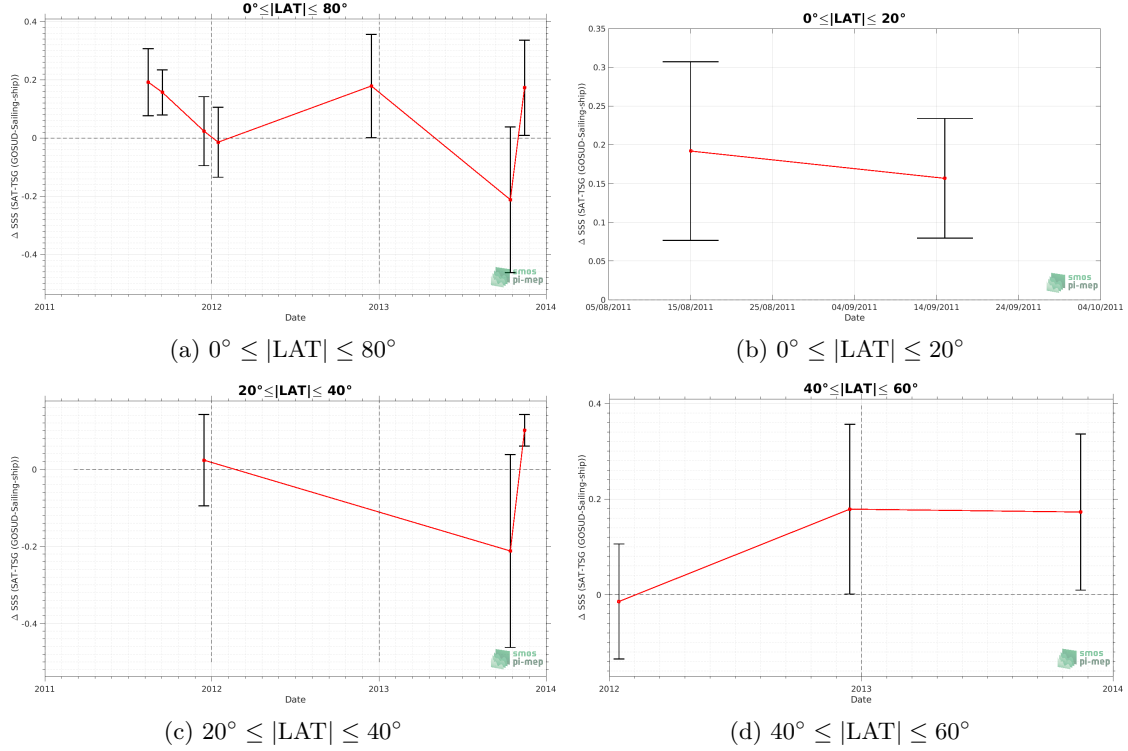 0°≤|LAT|≤ 80°
0.4
0.2
0
-0.2
-0.4
Δ SSS (SAT-TSG (GOSUD-Sailing-ship))
2011
2012
2013
2014
Date
smos
pi-mep
(a) 0° ≤ |LAT| ≤ 80°
0°≤|LAT|≤ 20°
0.35
0.3
0.25
0.2
0.15
0.1
0.05
0
Δ SSS (SAT-TSG (GOSUD-Sailing-ship))
05/08/2011
15/08/2011
25/08/2011
04/09/2011
14/09/2011
24/09/2011
04/10/2011
Date
smos
pi-mep
(b) 0° ≤ |LAT| ≤ 20°
20°≤|LAT|≤ 40°
0
-0.2
-0.4
Δ SSS (SAT-TSG (GOSUD-Sailing-ship))
2011
2012
2013
2014
Date
smos
pi-mep
(c) 20° ≤ |LAT| ≤ 40°
40°≤|LAT|≤ 60°
0.4
0.2
0
Δ SSS (SAT-TSG (GOSUD-Sailing-ship))
2012
2013
2014
Date
smos
pi-mep
(d) 40° ≤ |LAT| ≤ 60°